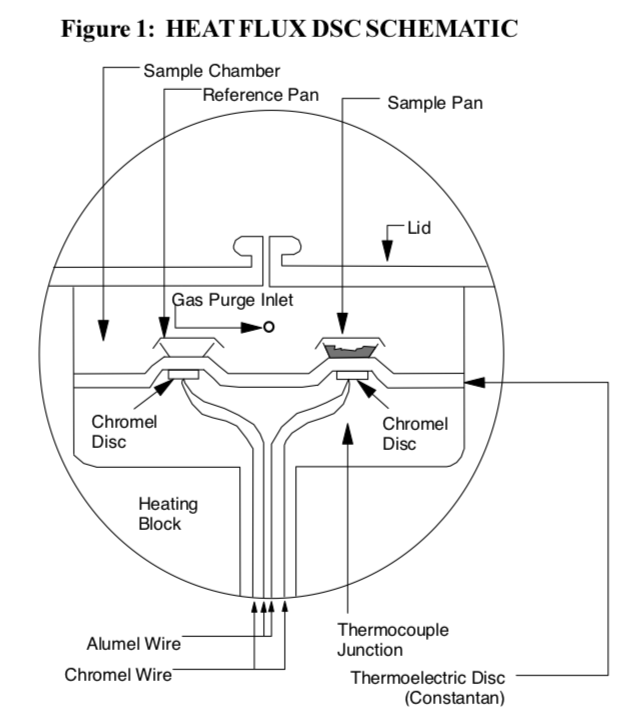 Figure 1: HEAT FLUX DSC SCHEMATIC
Sample Chamber
Reference Pan
Sample Pan
Lid
Gas Purge Inlet
Chromel
Disc
Chromel
Disc
Heating
Block
Alumel Wire
Chromel Wire
Thermocouple
Junction
Thermoelectric Disc
(Constantan)